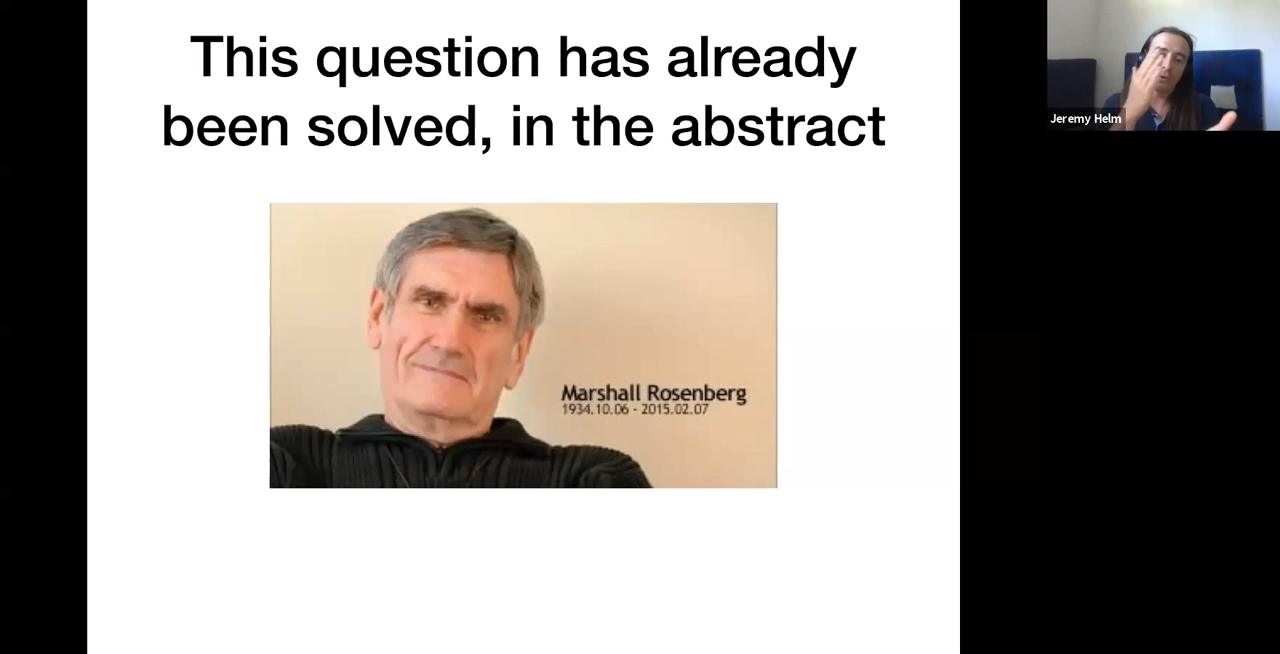 This question has already
been solved, in the abstract
Marshall Rosenberg
1934.10.06 - 2015.02.07
Jeremy Helm